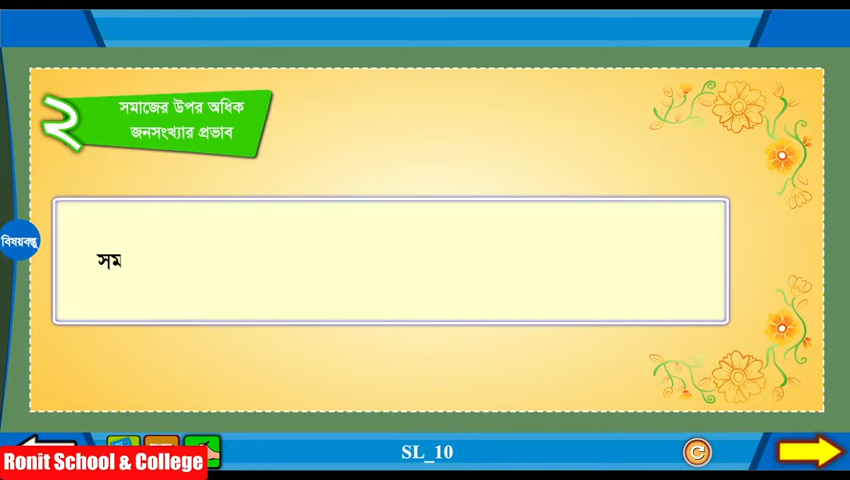 ২
সমাজের উপর অধিক
জনসংখ্যার প্রভাব
বিষয়বস্তু
সম
SL_10
Ronit School & College